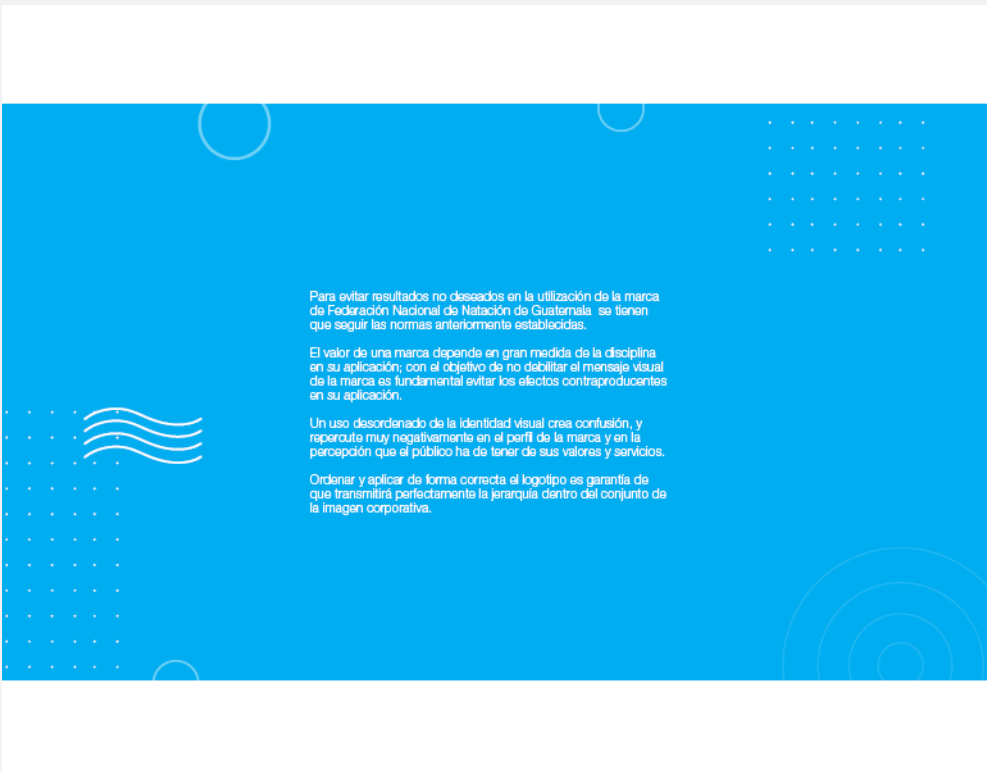 Para evitar resultados no deseados en la utilización de la marca
de Federación Nacional de Natación de Guatemala se tienen
que seguir las normas anteriormente establecidas.
El valor de una marca depende en gran medida de la disciplina
en su aplicación; con el objetivo de no debilitar el mensaje visual
de la marca es fundamental evitar los efectos contraproducentes
en su aplicación.
Un uso desordenado de la identidad visual crea confusión, y
repercute muy negativamente en el perfil de la marca y en la
percepción que el público ha de tener de sus valores y servicios.
Ordenar y aplicar de forma correcta el logotipo es garantía de
que transmitirá perfectamente la jerarquía dentro del conjunto de
la imagen corporativa.